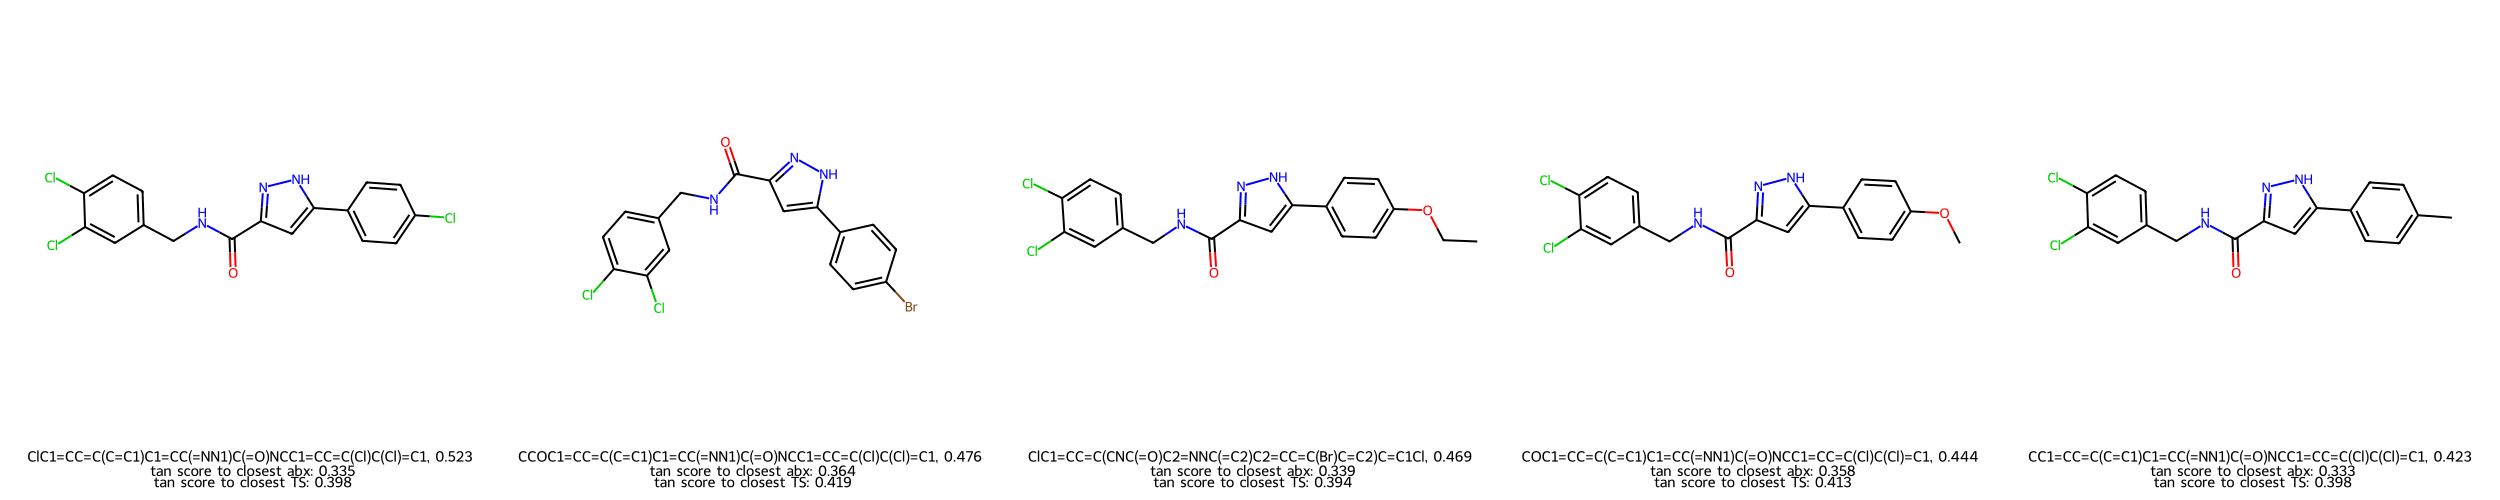 Cl
Cl
H
N
O
N
NH
Cl
O
N
NH
N
H
Cl
Cl
Br
Cl
Cl
H
N
O
N
NH
O
Cl
Cl
H
N
O
N
NH
O
Cl
Cl
H
N
O
N
NH
ClC1=CC=C(C=C1)C1=CC(=NN1)C(=O)NCC1=CC=C(Cl)C(Cl)=C1, 0.523
tan score to closest abx: 0.335
tan score to closest TS: 0.398
CCOC1=CC=C(C=C1)C1=CC(=NN1)C(=O)NCC1=CC=C(Cl)C(Cl)=C1, 0.476
tan score to closest abx: 0.364
tan score to closest TS: 0.419
ClC1=CC=C(CNC(=O)C2=NNC(=C2)C2=CC=C(Br)C=C2)C=C1Cl, 0.469
tan score to closest abx: 0.339
tan score to closest TS: 0.394
COC1=CC=C(C=C1)C1=CC(=NN1)C(=O)NCC1=CC=C(Cl)C(Cl)=C1, 0.444
tan score to closest abx: 0.358
tan score to closest TS: 0.413
CC1=CC=C(C=C1)C1=CC(=NN1)C(=O)NCC1=CC=C(Cl)C(Cl)=C1, 0.423
tan score to closest abx: 0.333
tan score to closest TS: 0.398